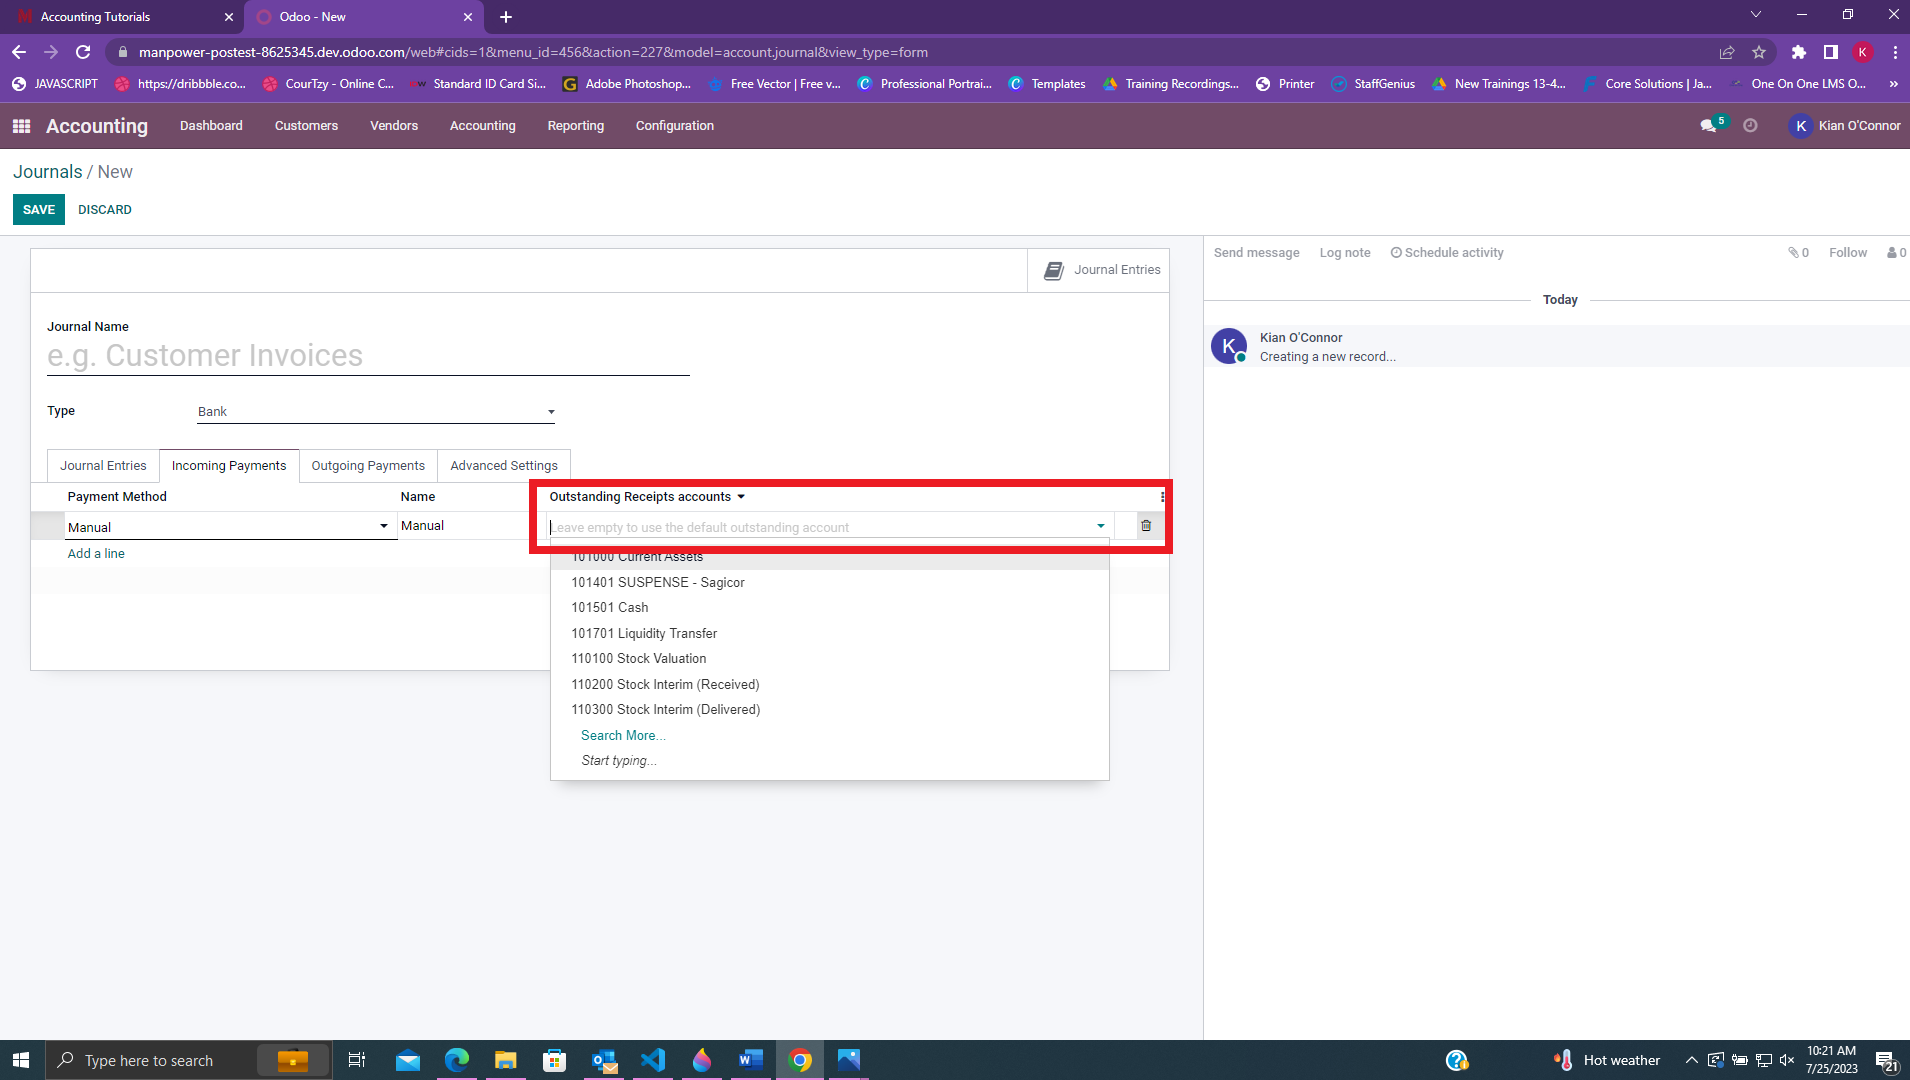 Accounting Tutorials
Odoo - New
manpower-postest-8625345.dev.odoo.com/web#cids=1&menu_id=456&action=227&model=account.journal&view_type=form
K
JAVASCRIPT
https://dribbble.co...
CourTzy - Online C...
Standard ID Card Si...
Adobe Photoshop...
Free Vector | Free v...
Professional Portrai...
Templates
Training Recordings...
Printer
StaffGenius
New Trainings 13-4...
Core Solutions | Ja...
One On One LMS O...
»
Accounting Dashboard Customers Vendors Accounting Reporting Configuration
5
K Kian O'Connor
Journals / New
SAVE DISCARD
Send message Log note Schedule activity 0 Follow 0
Journal Entries
Today
Journal Name
e.g. Customer Invoices
K
Kian O'Connor
Creating a new record...
Type Bank
Journal Entries Incoming Payments Outgoing Payments Advanced Settings
Payment Method Name Outstanding Receipts accounts
Manual Manual Leave empty to use the default outstanding account
Add a line
101000 Current Assets
101401 SUSPENSE - Sagicor
101501 Cash
101701 Liquidity Transfer
110100 Stock Valuation
110200 Stock Interim (Received)
110300 Stock Interim (Delivered)
Search More...
Start typing...
Type here to search
Hot weather
10:21 AM
7/25/2023
21